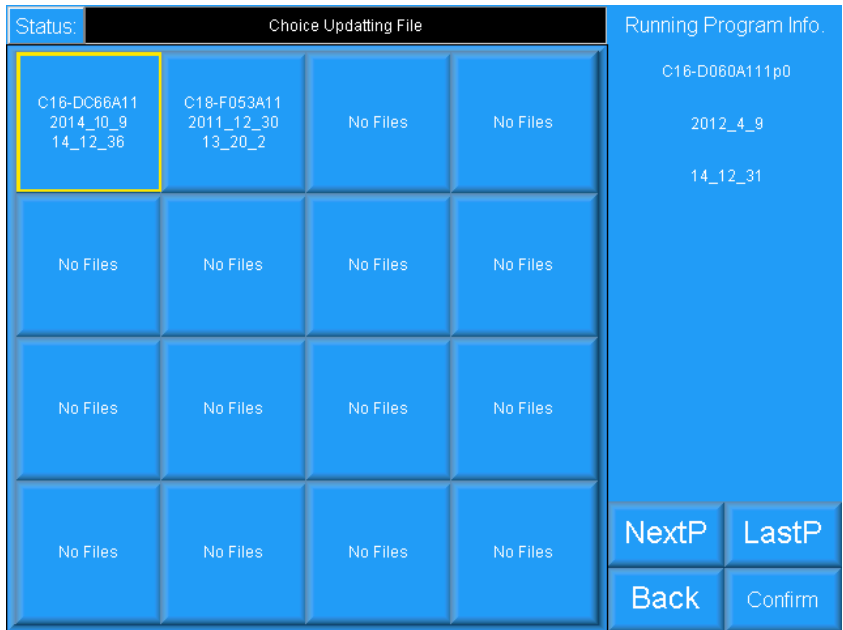 Status:
Choice Updatting File
Running Program Info.
C16-D060A111p0
2012_4_9
14_12_31
C16-DC66A11
2014_10_9
14_12_36
C18-F053A11
2011_12_30
13_20_2
No Files
No Files
No Files
No Files
No Files
No Files
No Files
No Files
No Files
No Files
No Files
No Files
No Files
No Files
NextP
LastP
Back
Confirm